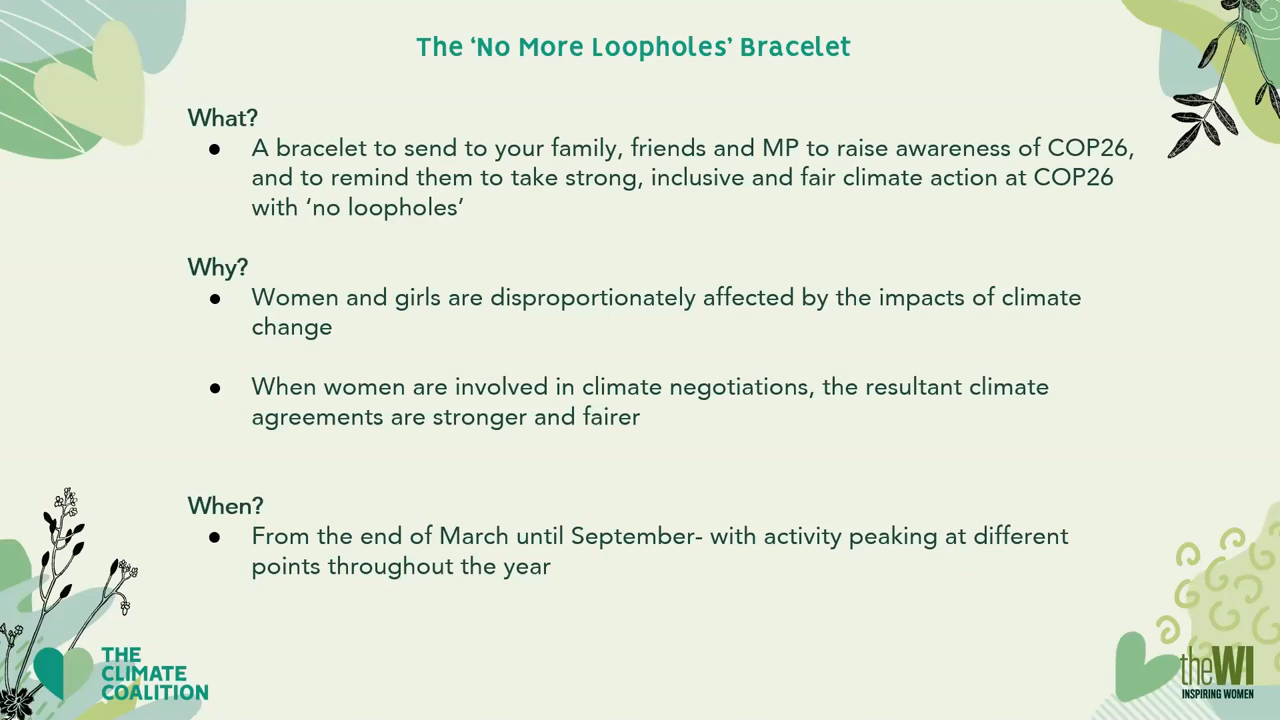 The ‘No More Loopholes’ Bracelet
What?
● A bracelet to send to your family, friends and MP to raise awareness of COP26,
and to remind them to take strong, inclusive and fair climate action at COP26
with ‘no loopholes’
Why?
● Women and girls are disproportionately affected by the impacts of climate
change
● When women are involved in climate negotiations, the resultant climate
agreements are stronger and fairer
When?
● From the end of March until September- with activity peaking at different
points throughout the year
THE
CLIMATE
COALITION
theWI
INSPIRING WOMEN